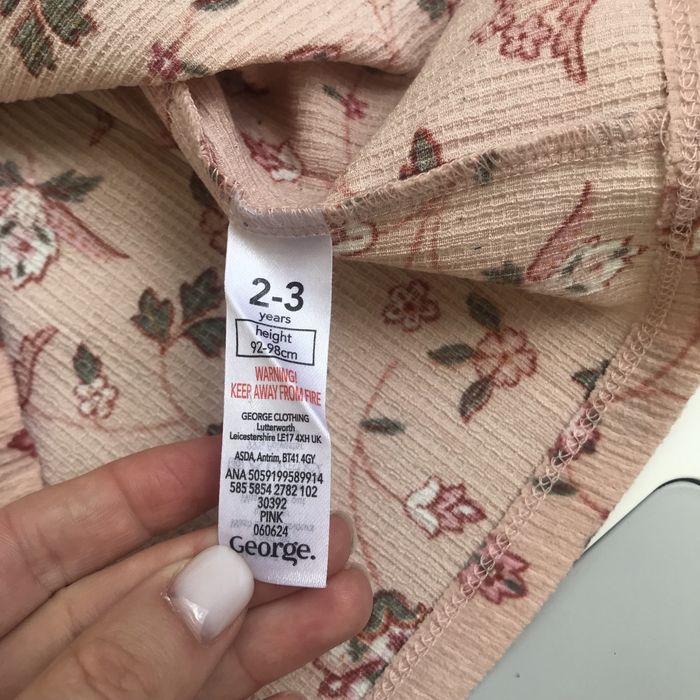 2-3
years
height
92-98cm
WARNING!
KEEP AWAY FROM FIRE
GEORGE CLOTHING
Lutterworth
Leicestershire LE17 4XH UK
ASDA, Antrim, BT41 4GY
ANA 5059199589914
585 5854 2782 102
30392
PINK
060624
George.